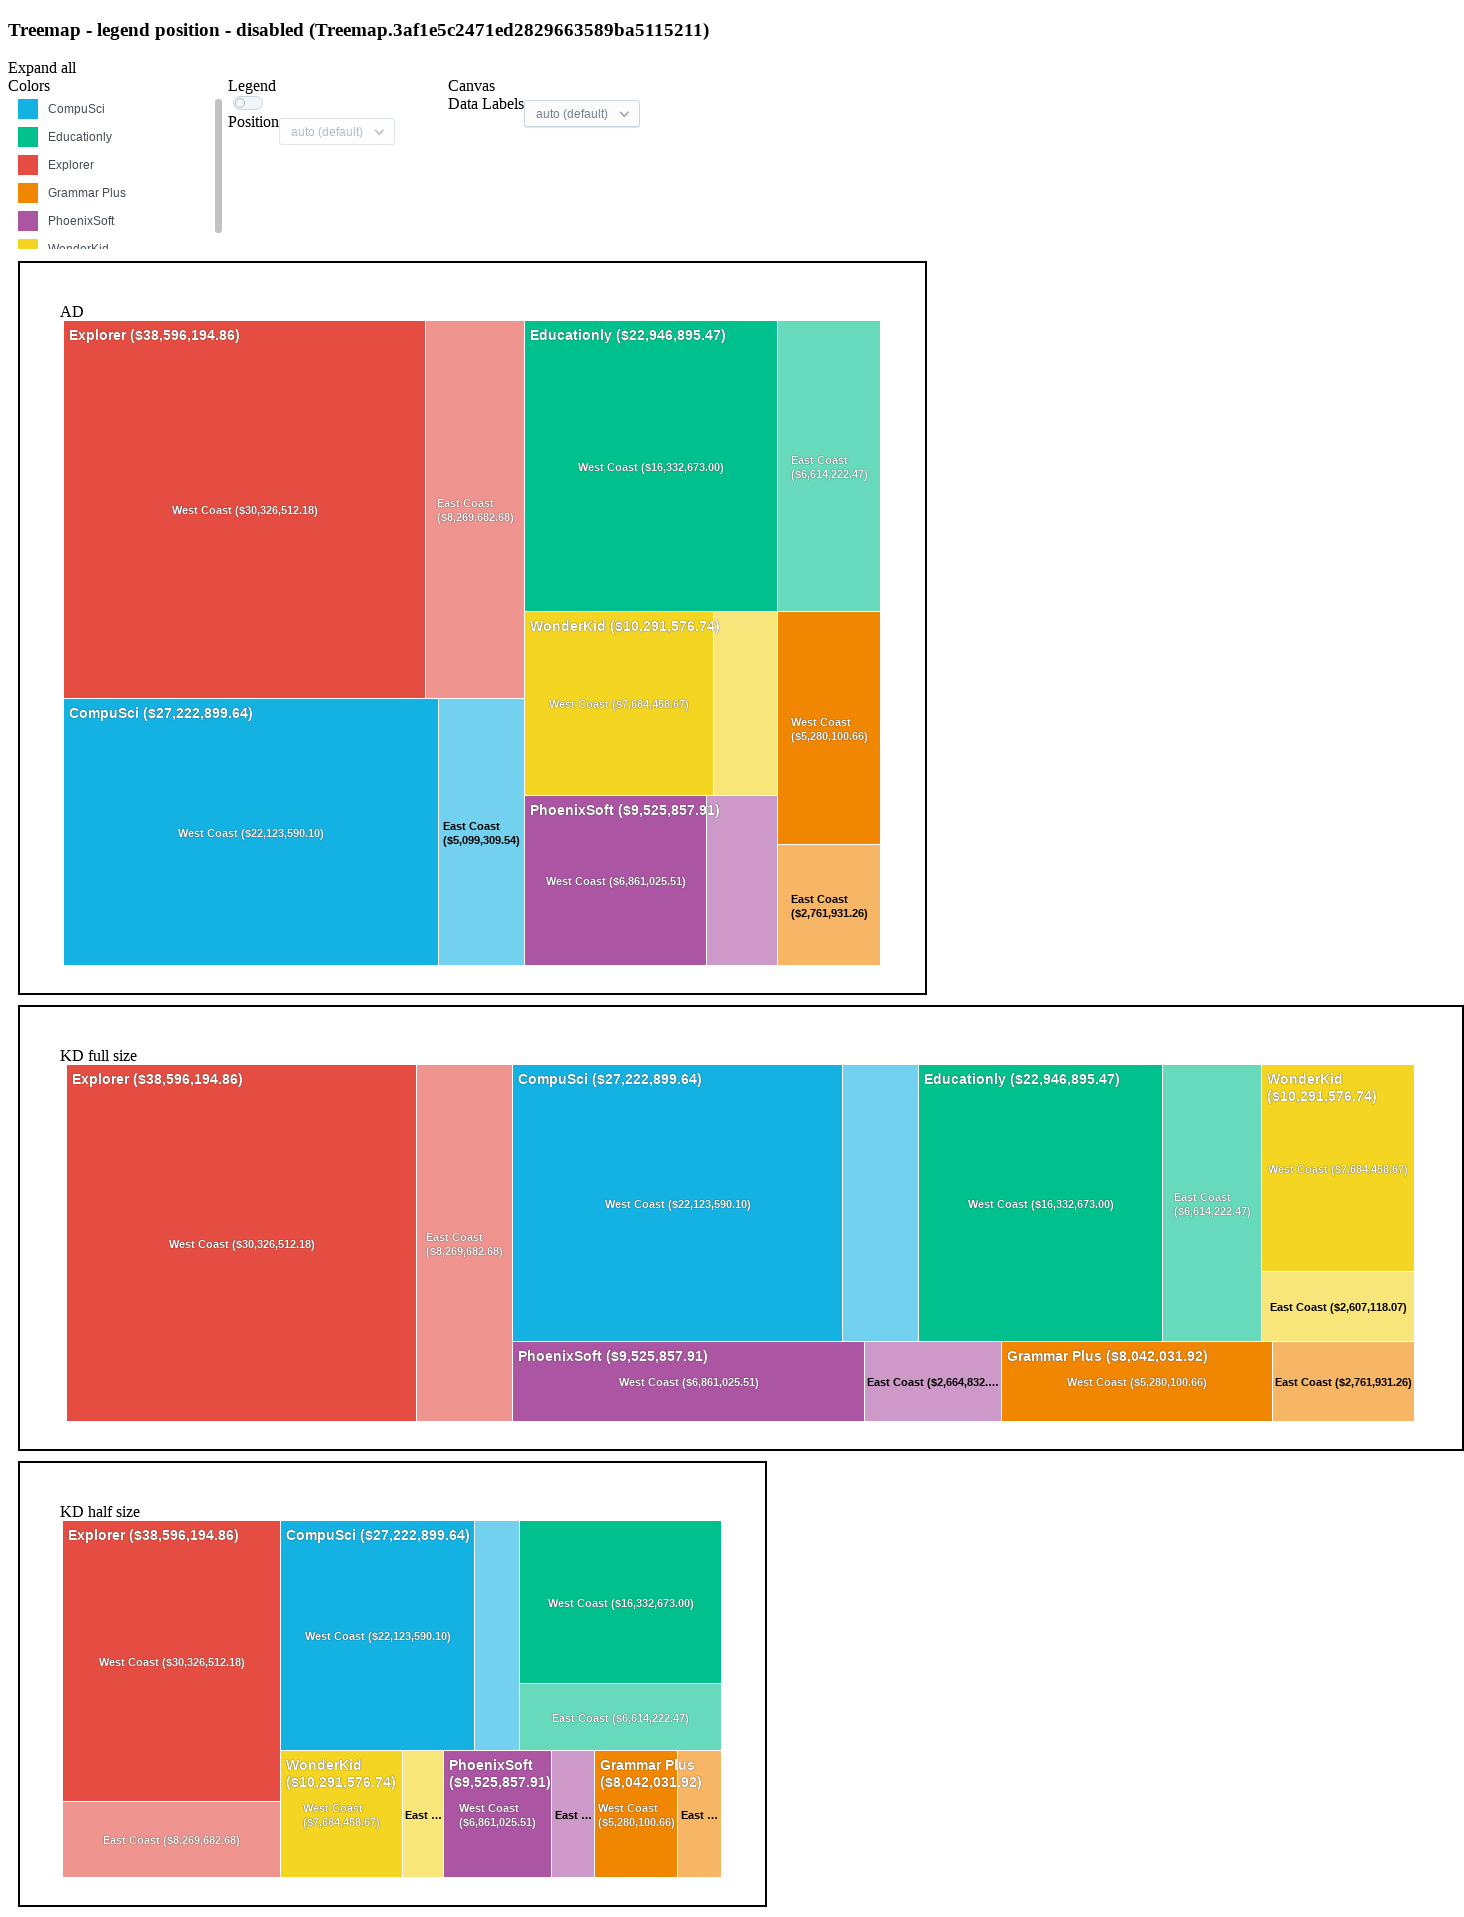 Treemap - legend position - disabled (Treemap.3af1e5c2471ed2829663589ba5115211)
Expand all
Colors
CompuSci
Educationly
Explorer
Grammar Plus
PhoenixSoft
WonderKid
Legend
Position
auto (default)
Canvas
Data Labels
auto (default)
AD
Explorer ($38,596,194.86)
West Coast ($30,326,512.18)
East Coast
($8,269,682.68)
Educationly ($22,946,895.47)
West Coast ($16,332,673.00)
East Coast
($6,614,222.47)
CompuSci ($27,222,899.64)
West Coast ($22,123,590.10)
East Coast
($5,099,309.54)
WonderKid ($10,291,576.74)
West Coast ($7,684,458.67)
West Coast
($5,280,100.66)
PhoenixSoft ($9,525,857.91)
West Coast ($6,861,025.51)
East Coast
($2,761,931.26)
KD full size
Explorer ($38,596,194.86)
West Coast ($30,326,512.18)
East Coast
($8,269,682.68)
CompuSci ($27,222,899.64)
West Coast ($22,123,590.10)
Educationly ($22,946,895.47)
West Coast ($16,332,673.00)
East Coast
($6,614,222.47)
WonderKid
($10,291,576.74)
West Coast ($7,684,458.67)
East Coast ($2,607,118.07)
PhoenixSoft ($9,525,857.91)
West Coast ($6,861,025.51)
East Coast ($2,664,832.…
Grammar Plus ($8,042,031.92)
West Coast ($5,280,100.66)
East Coast ($2,761,931.26)
KD half size
Explorer ($38,596,194.86)
West Coast ($30,326,512.18)
East Coast ($8,269,682.68)
CompuSci ($27,222,899.64)
West Coast ($22,123,590.10)
West Coast ($16,332,673.00)
East Coast ($6,614,222.47)
WonderKid
($10,291,576.74)
West Coast
($7,684,458.67)
East …
PhoenixSoft
($9,525,857.91)
West Coast
($6,861,025.51)
East …
Grammar Plus
($8,042,031.92)
West Coast
($5,280,100.66)
East …